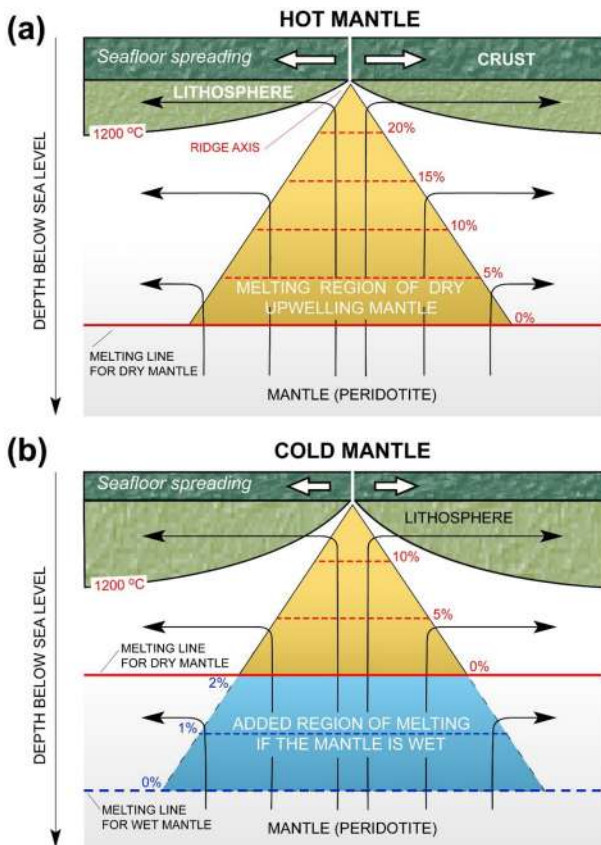 (a)
HOT MANTLE
Seafloor spreading
CRUST
LITHOSPHERE
1200 °C
RIDGE AXIS
20%
15%
10%
5%
MELTING REGION OF DRY
UPWELLING MANTLE
0%
MELTING LINE
FOR DRY MANTLE
MANTLE (PERIDOTITE)
DEPTH BELOW SEA LEVEL
(b)
COLD MANTLE
Seafloor spreading
LITHOSPHERE
1200 °C
10%
5%
MELTING LINE
FOR DRY MANTLE
0%
2%
ADDED REGION OF MELTING
IF THE MANTLE IS WET
1%
0%
MELTING LINE
FOR WET MANTLE
MANTLE (PERIDOTITE)
DEPTH BELOW SEA LEVEL